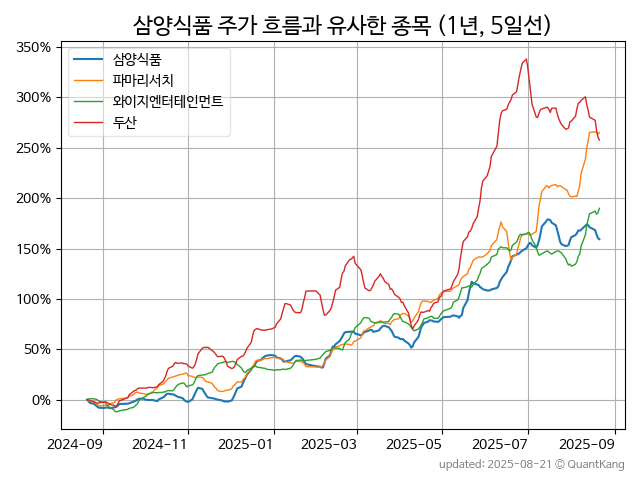 삼양식품 주가 흐름과 유사한 종목 (1년, 5일선)
350%
300%
250%
200%
150%
100%
50%
0%
삼양식품
파마리서치
와이지엔터테인먼트
두산
2024-09 2024-11 2025-01 2025-03 2025-05 2025-07 2025-09
updated: 2025-08-21 © QuantKang